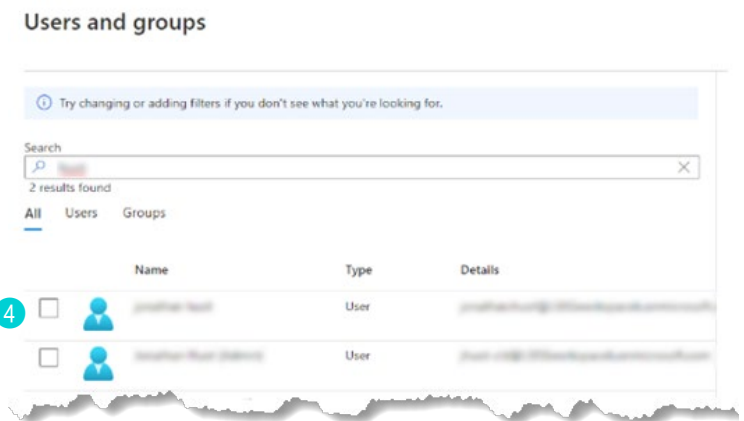 Users and groups
Try changing or adding filters if you don't see what you're looking for.
Search
2 results found
All Users Groups
Name Type Details
4 User
User